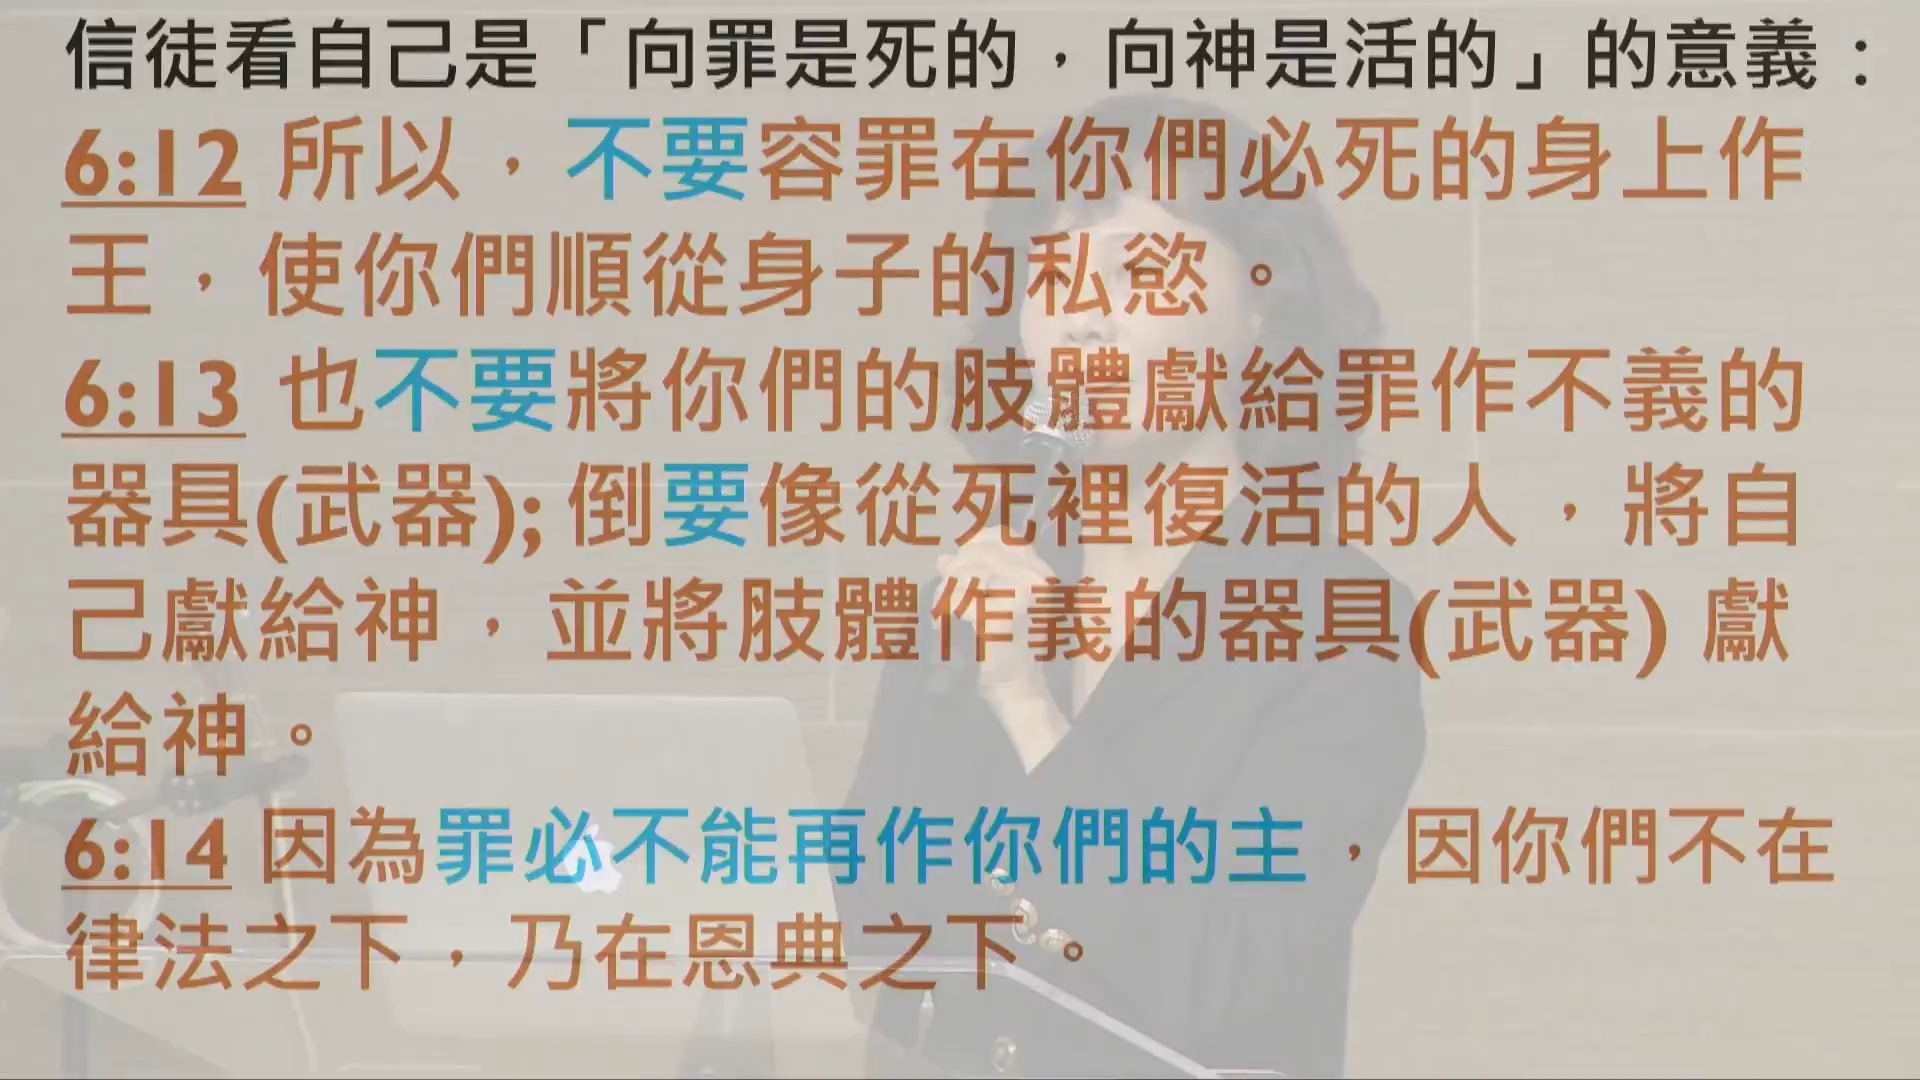 信徒看自己是「向罪是死的，向神是活的」的意義：
6:12 所以，不要容罪在你們必死的身上作
王，使你們順從身子的私慾。
6:13 也不要將你們的肢體獻給罪作不義的
器具(武器); 倒要像從死裡復活的人，將自
己獻給神，並將肢體作義的器具(武器) 獻
給神。
6:14 因為罪必不能再作你們的主，因你們不在
律法之下，乃在恩典之下。